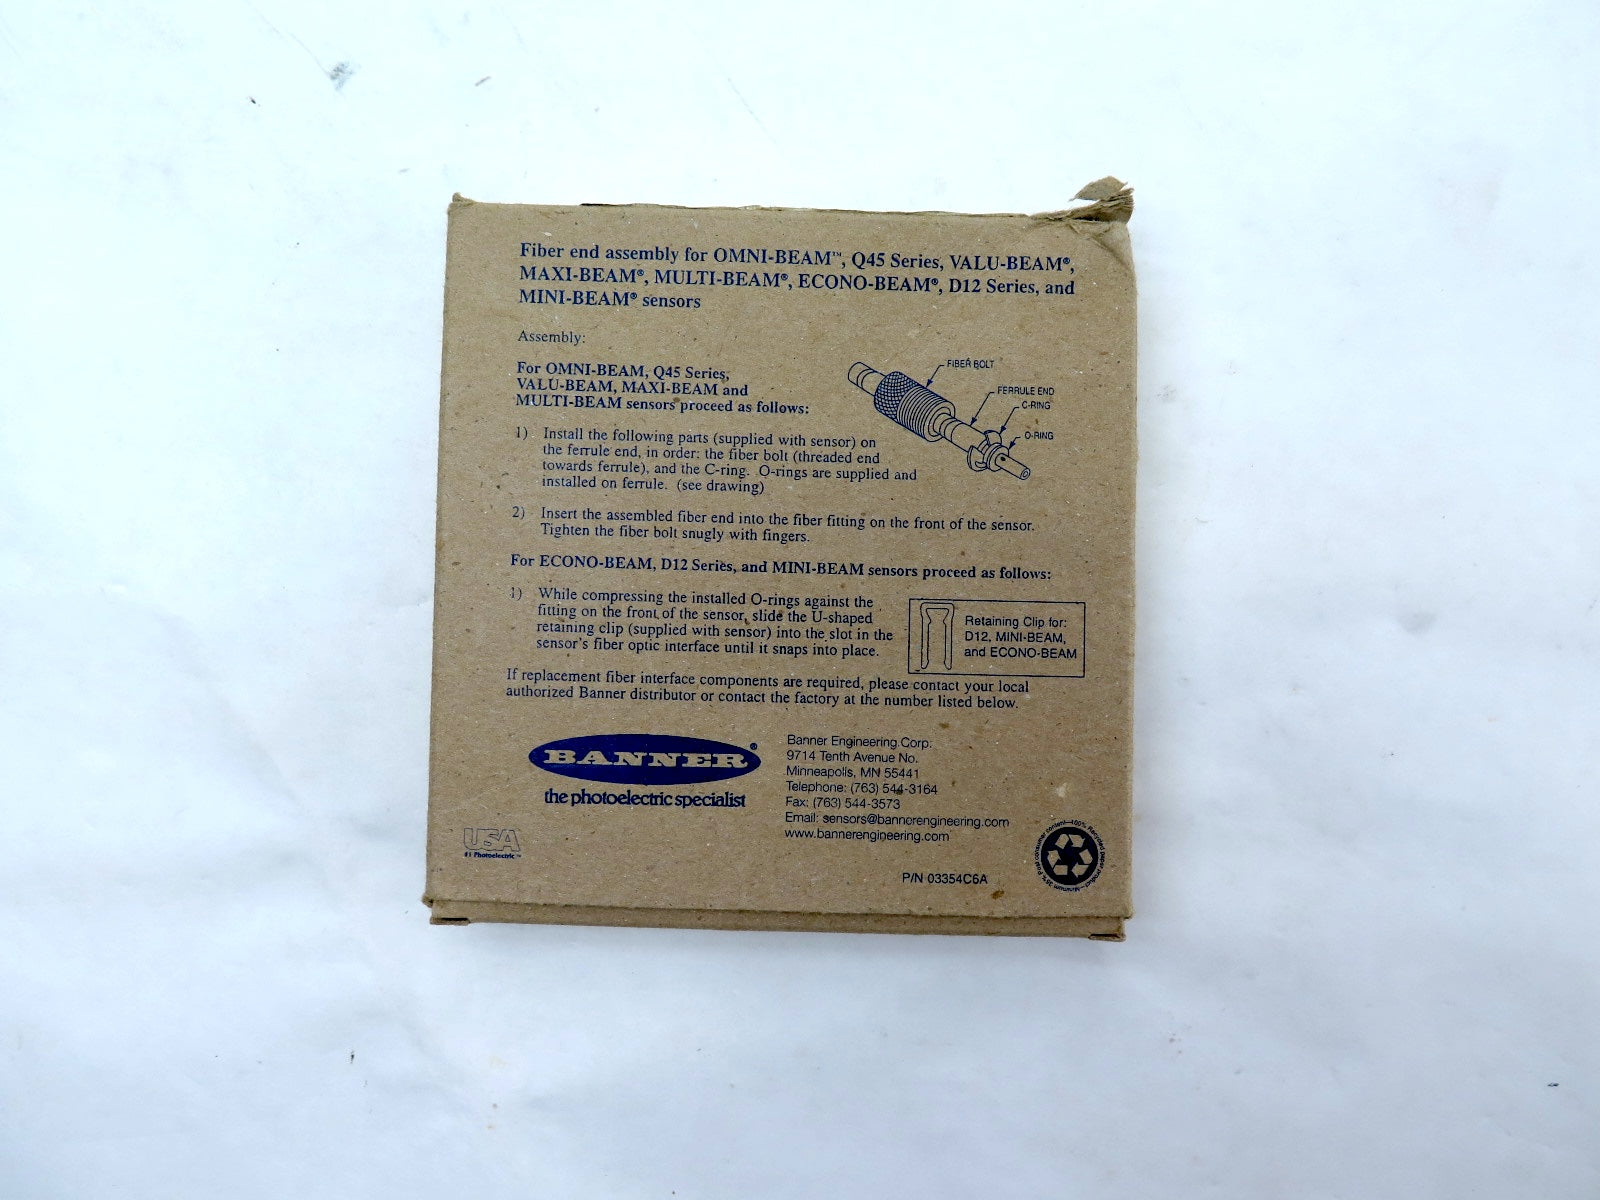 Fiber end assembly for OMNI-BEAM™, Q45 Series, VALU-BEAM®,
MAXI-BEAM®, MULTI-BEAM®, ECONO-BEAM®, D12 Series, and
MINI-BEAM® sensors
Assembly:
For OMNI-BEAM, Q45 Series,
VALU-BEAM, MAXI-BEAM and
MULTI-BEAM sensors proceed as follows:
FIBER BOLT
FERRULE END
C-RING
O-RING
1) Install the following parts (supplied with sensor) on
the ferrule end, in order: the fiber bolt (threaded end
towards ferrule), and the C-ring. O-rings are supplied and
installed on ferrule. (see drawing)
2) Insert the assembled fiber end into the fiber fitting on the front of the sensor.
Tighten the fiber bolt snugly with fingers.
For ECONO-BEAM, D12 Series, and MINI-BEAM sensors proceed as follows:
1) While compressing the installed O-rings against the
fitting on the front of the sensor, slide the U-shaped
retaining clip (supplied with sensor) into the slot in the
sensor's fiber optic interface until it snaps into place.
Retaining Clip for:
D12, MINI-BEAM,
and ECONO-BEAM
If replacement fiber interface components are required, please contact your local
authorized Banner distributor or contact the factory at the number listed below.
BANNER®
the photoelectric specialist
Banner Engineering Corp.
9714 Tenth Avenue No.
Minneapolis, MN 55441
Telephone: (763) 544-3164
Fax: (763) 544-3573
Email: sensors@bannerengineering.com
www.bannerengineering.com
USA
#1 Photoelectric™
P/N 03354C6A
100% Recycled paper product—Minimum 35% Post consumer content—